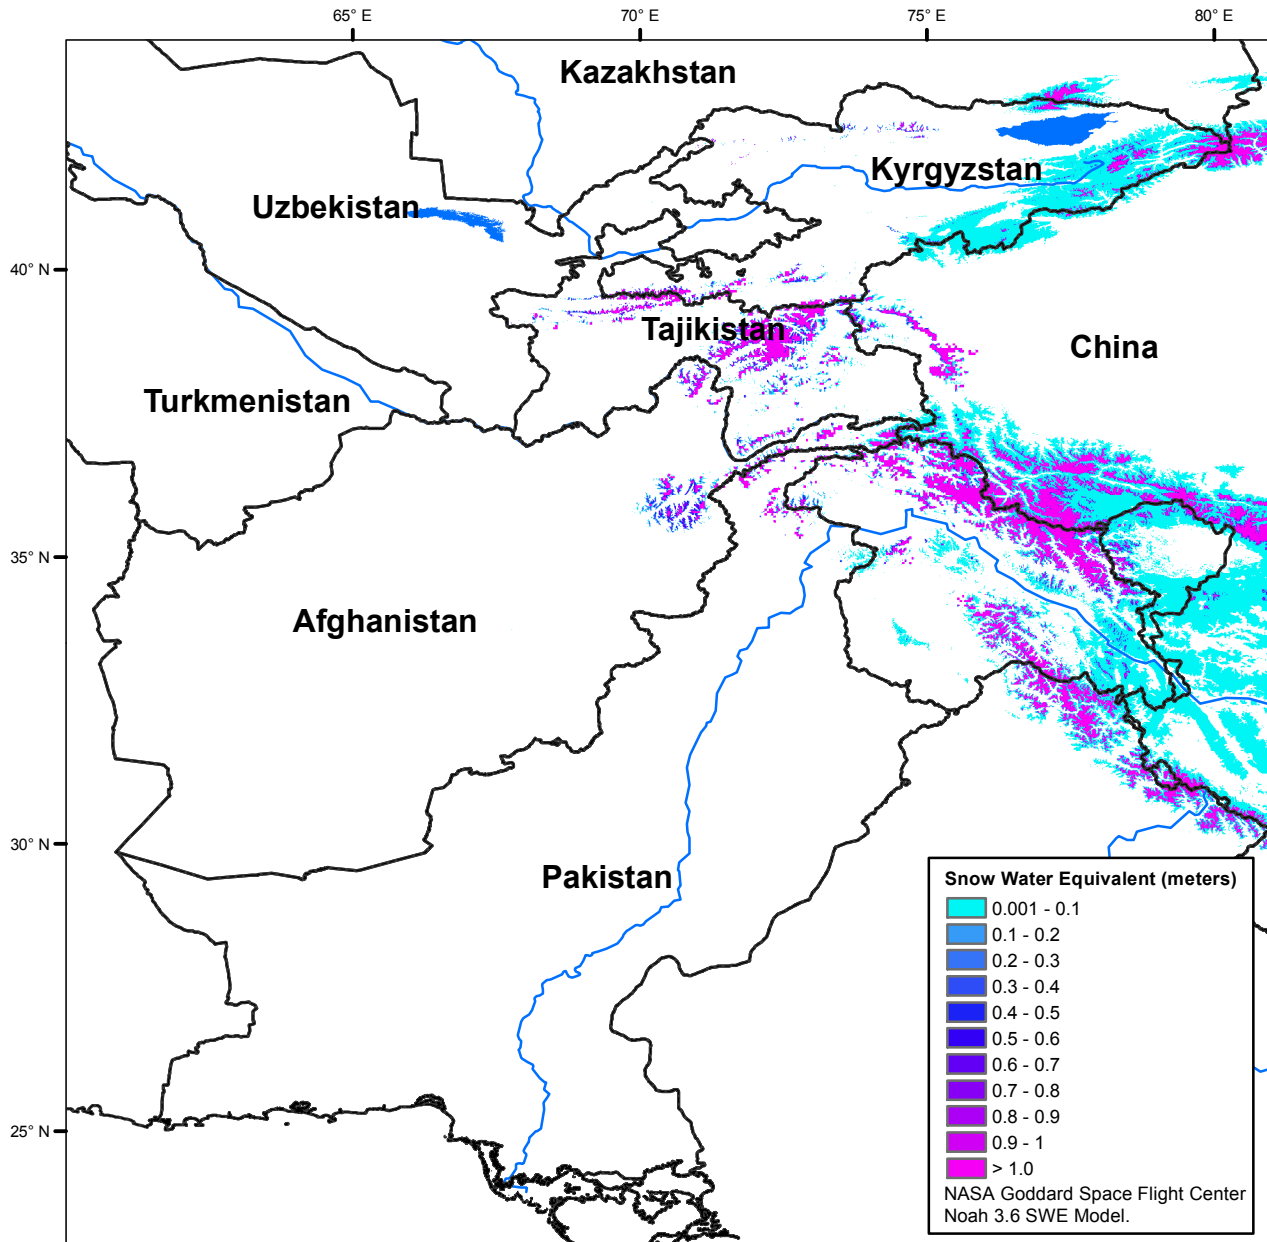 65° E
70° E
75° E
80° E
Kazakhstan
Kyrgyzstan
Uzbekistan
40° N
Tajikistan
China
Turkmenistan
35° N
Afghanistan
30° N
Pakistan
Snow Water Equivalent (meters)
0.001 - 0.1
0.1 - 0.2
0.2 - 0.3
0.3 - 0.4
0.4 - 0.5
0.5 - 0.6
0.6 - 0.7
0.7 - 0.8
0.8 - 0.9
0.9 - 1
> 1.0
NASA Goddard Space Flight Center
Noah 3.6 SWE Model.
25° N